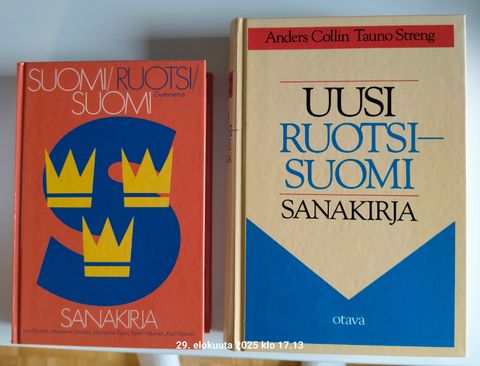 SUOMI/RUOTSI/
SUOMI
Gummerus
SANAKIRJA
Anders Collin Tauno Streng
UUSI
RUOTSI–
SUOMI
SANAKIRJA
otava
29. elokuuta 2025 klo 17.13